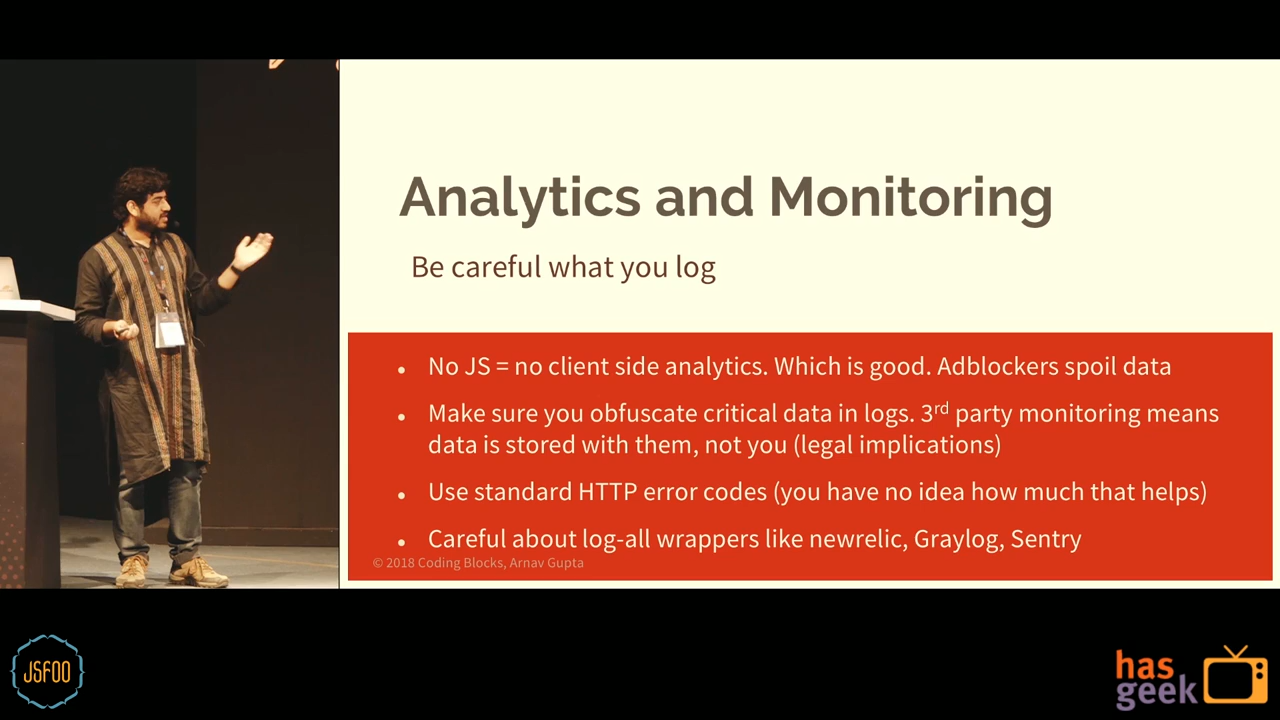 Analytics and Monitoring
Be careful what you log
• No JS = no client side analytics. Which is good. Adblockers spoil data
• Make sure you obfuscate critical data in logs. 3rd party monitoring means
data is stored with them, not you (legal implications)
• Use standard HTTP error codes (you have no idea how much that helps)
• Careful about log-all wrappers like newrelic, Graylog, Sentry
© 2018 Coding Blocks, Arnav Gupta
JSFOO
has
geek